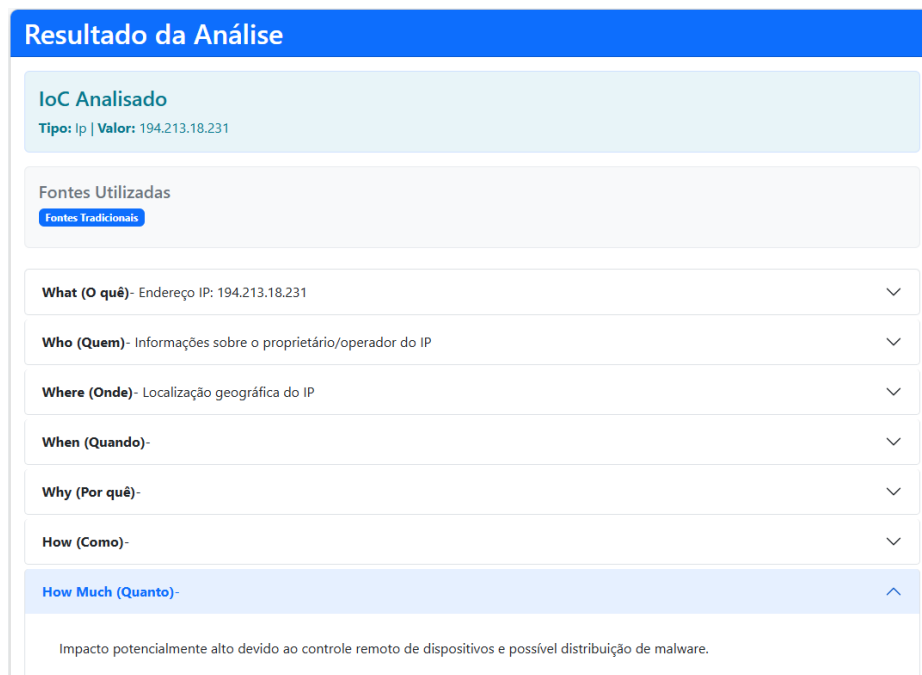 Resultado da Análise
IoC Analisado
Tipo: Ip | Valor: 194.213.18.231
Fontes Utilizadas
Fontes Tradicionais
What (O quê)- Endereço IP: 194.213.18.231
Who (Quem)- Informações sobre o proprietário/operador do IP
Where (Onde)- Localização geográfica do IP
When (Quando)-
Why (Por quê)-
How (Como)-
How Much (Quanto)-
Impacto potencialmente alto devido ao controle remoto de dispositivos e possível distribuição de malware.